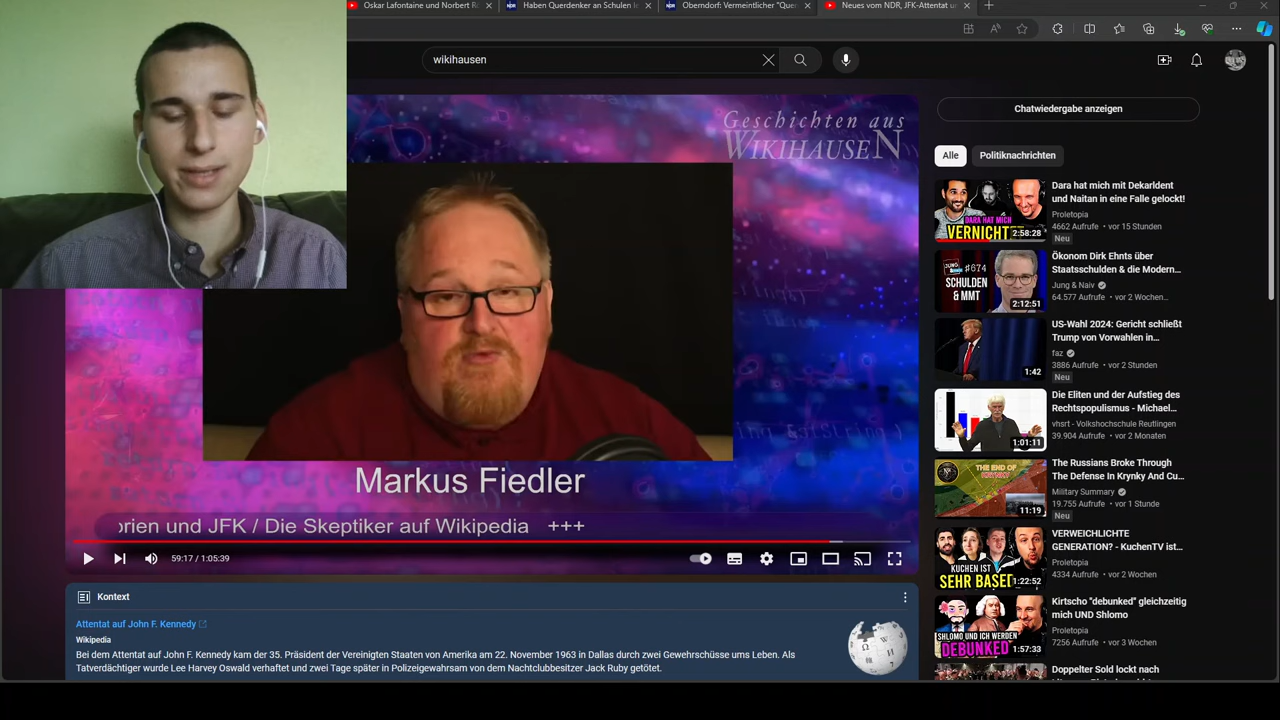 Oskar Lafontaine und Norbert R
Haben Querdenker an Schulen I
Oberndorf: Vermeintlicher "Que
Neues vom NDR, JFK-Attentat u
wikihausen
Geschichten aus
WIKIHAUSEN
Markus Fiedler
orien und JFK / Die Skeptiker auf Wikipedia +++
59:17 / 1:05:39
Kontext
Attentat auf John F. Kennedy
Wikipedia
Bei dem Attentat auf John F. Kennedy kam der 35. Präsident der Vereinigten Staaten von Amerika am 22. November 1963 in Dallas durch zwei Gewehrschüsse ums Leben. Als
Tatverdächtiger wurde Lee Harvey Oswald verhaftet und zwei Tage später in Polizeigewahrsam von dem Nachtclubbesitzer Jack Ruby getötet.
Chatwiedergabe anzeigen
Alle
Politiknachrichten
DARA HAT MICH
VERNICHTE
2:58:28
Dara hat mich mit Dekarldent
und Naitan in eine Falle gelockt!
Proletopia
4662 Aufrufe • vor 15 Stunden
Neu
JUNG
#674
SCHULDEN
& MMT
2:12:51
Ökonom Dirk Ehnts über
Staatsschulden & die Modern...
Jung & Naiv
64.577 Aufrufe • vor 2 Wochen...
1:42
US-Wahl 2024: Gericht schließt
Trump von Vorwahlen in...
faz
3886 Aufrufe • vor 2 Stunden
Neu
1:01:11
Die Eliten und der Aufstieg des
Rechtspopulismus - Michael...
vhsrt - Volkshochschule Reutlingen
39.904 Aufrufe • vor 2 Monaten
THE END OF
KRYNKY
11:19
The Russians Broke Through
The Defense In Krynky And Cu...
Military Summary
19.755 Aufrufe • vor 1 Stunde
Neu
KUCHEN IST
SEHR BASED
1:22:52
VERWEICHLICHTE
GENERATION? - KuchenTV ist...
Proletopia
4334 Aufrufe • vor 2 Wochen
SHLOMO UND ICH WERDEN
DEBUNKED
1:57:33
Kirtscho "debunked" gleichzeitig
mich UND Shlomo
Proletopia
7256 Aufrufe • vor 3 Wochen
Doppelter Sold lockt nach